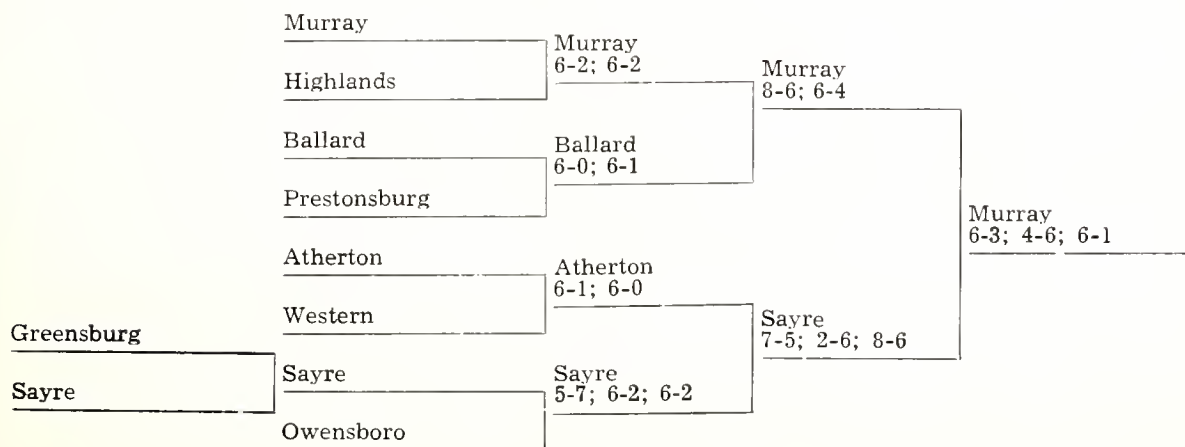 Murray
Highlands
Ballard
Prestonsburg
Atherton
Western
Greensburg
Sayre
Sayre
Owensboro
Murray
6-2; 6-2
Ballard
6-0; 6-1
Atherton
6-1; 6-0
Sayre
5-7; 6-2; 6-2
Murray
8-6; 6-4
Sayre
7-5; 2-6; 8-6
Murray
6-3; 4-6; 6-1